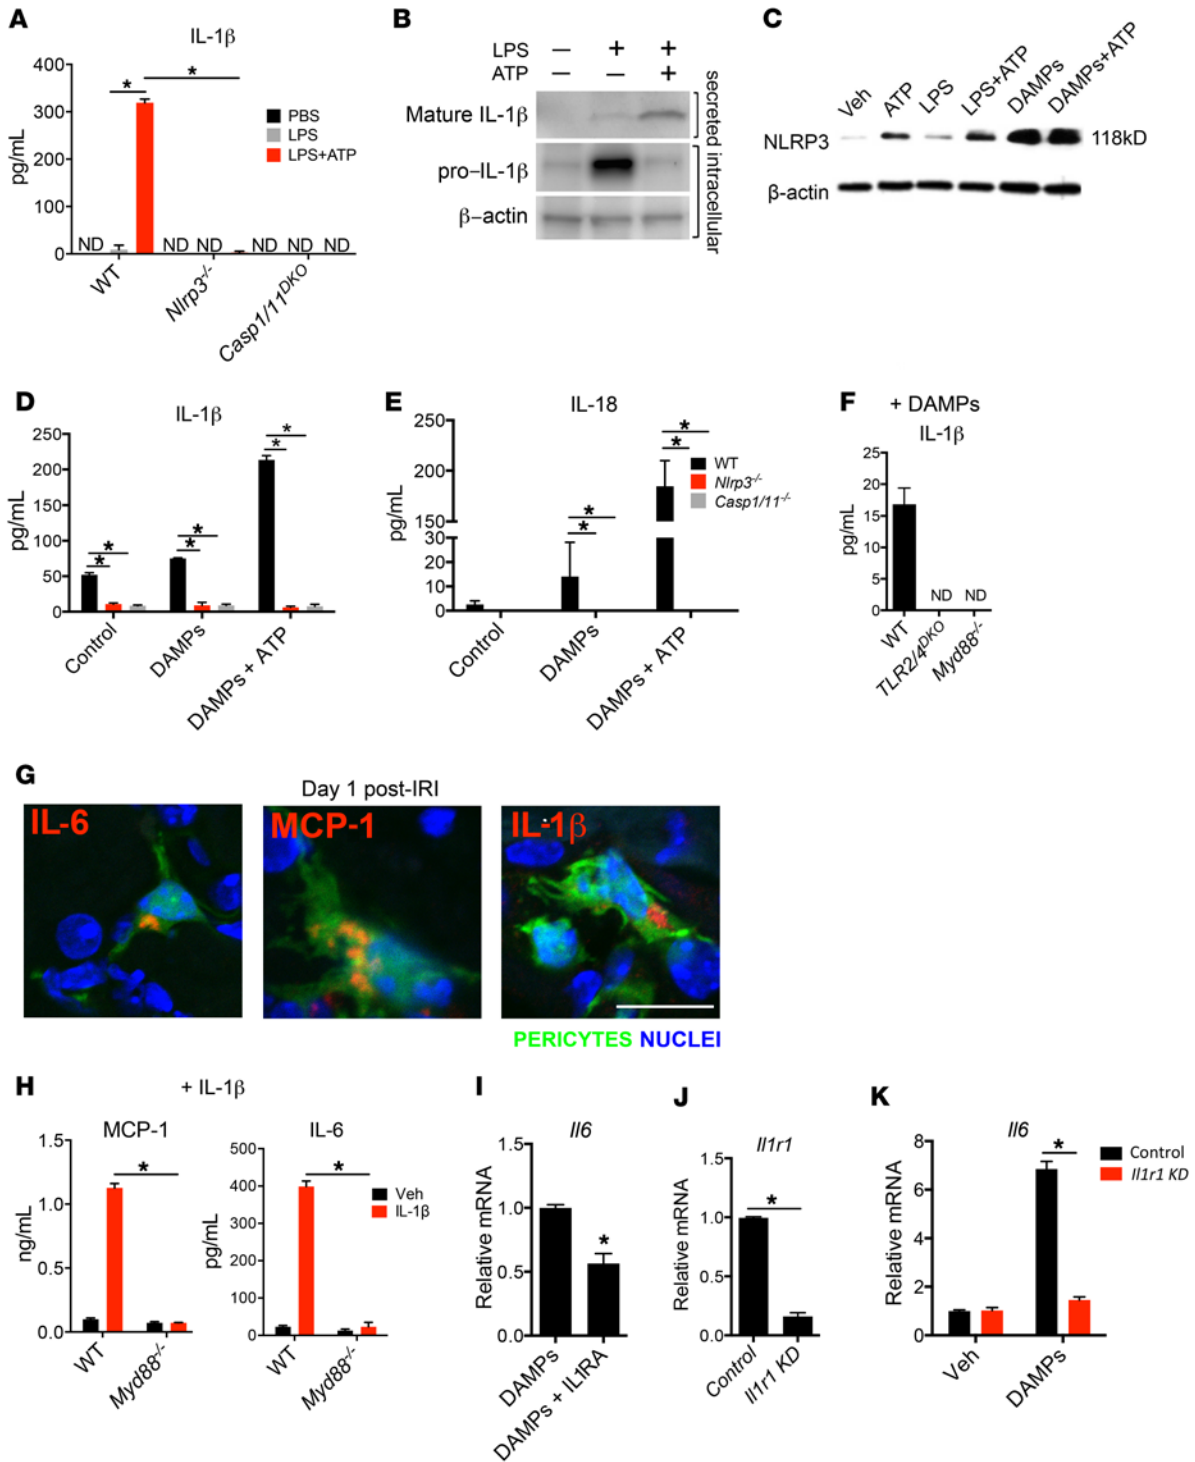 A
IL-1β
pg/mL
400
300
200
100
0
*
*
PBS
LPS
LPS+ATP
ND
ND ND
ND ND ND
WT
Nlrp3-/-
Casp1/11DKO
B
LPS — + +
ATP — — +
Mature IL-1β
pro–IL-1β
β–actin
secreted
intracellular
C
Veh
ATP
LPS
LPS+ATP
DAMPs
DAMPs+ATP
NLRP3
118kD
β-actin
D
IL-1β
pg/mL
250
200
150
100
50
0
*
*
*
*
*
*
Control
DAMPs
DAMPs + ATP
E
IL-18
pg/mL
250
200
150
30
20
10
0
*
*
*
*
WT
Nlrp3-/-
Casp1/11-/-
Control
DAMPs
DAMPs + ATP
F
+ DAMPs
IL-1β
pg/mL
25
20
15
10
5
0
ND
ND
WT
TLR2/4DKO
Myd88-/-
G
Day 1 post-IRI
IL-6
MCP-1
IL-1β
PERICYTES NUCLEI
H
+ IL-1β
MCP-1
ng/mL
1.5
1.0
0.5
0.0
*
WT
Myd88-/-
IL-6
pg/mL
500
400
300
200
100
0
*
Veh
IL-1β
WT
Myd88-/-
I
Il6
Relative mRNA
1.5
1.0
0.5
0.0
*
DAMPs
DAMPs + IL1RA
J
Il1r1
Relative mRNA
1.5
1.0
0.5
0.0
*
Control
Il1r1 KD
K
Il6
Relative mRNA
8
6
4
2
0
*
Control
Il1r1 KD
Veh
DAMPs